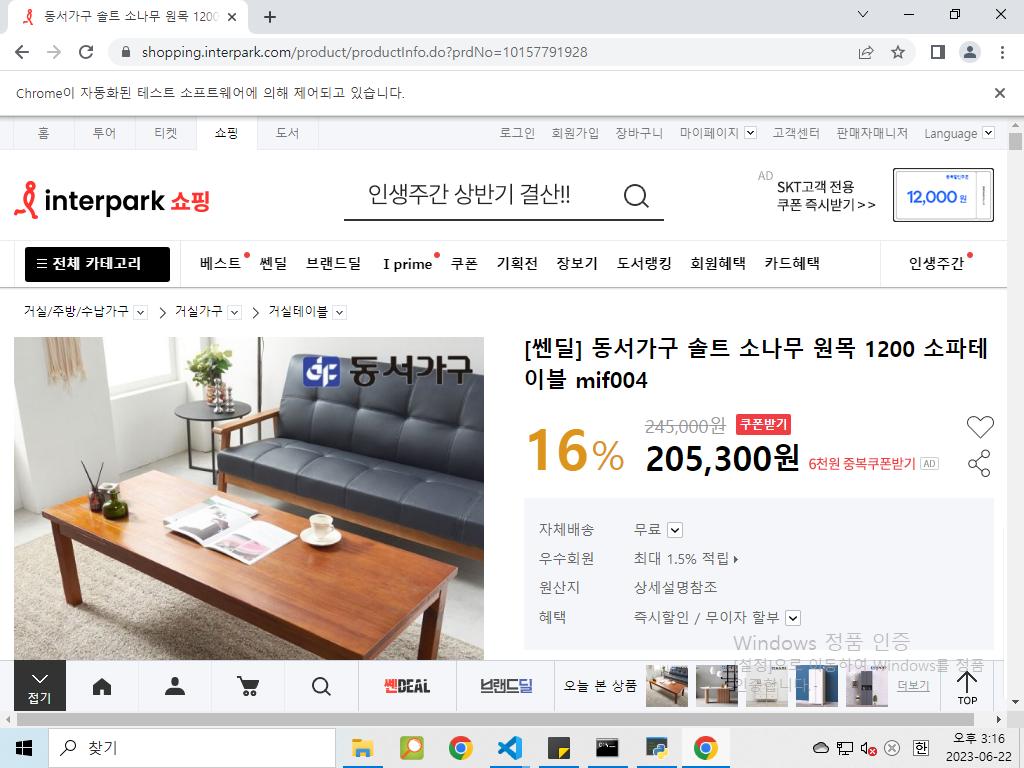 동서가구 솔트 소나무 원목 1200
shopping.interpark.com/product/productInfo.do?prdNo=10157791928
Chrome이 자동화된 테스트 소프트웨어에 의해 제어되고 있습니다.
홈 투어 티켓 쇼핑 도서 로그인 회원가입 장바구니 마이페이지 고객센터 판매자매니저 Language
interpark 쇼핑
인생주간 상반기 결산!!
AD SKT고객 전용
쿠폰 즉시받기>>
12,000원
전체 카테고리 베스트 쎈딜 브랜드딜 I prime 쿠폰 기획전 장보기 도서랭킹 회원혜택 카드혜택 인생주간
거실/주방/수납가구 > 거실가구 > 거실테이블
동서가구
[쎈딜] 동서가구 솔트 소나무 원목 1200 소파테
이블 mif004
245,000원 쿠폰받기
16% 205,300원 6천원 중복쿠폰받기 AD
자체배송 무료
우수회원 최대 1.5% 적립
원산지 상세설명참조
혜택 즉시할인 / 무이자 할부
Windows 정품 인증
[설정]으로 이동하여 Windows를 정품
인증합니다.
접기
쎈DEAL 브랜드딜 오늘 본 상품 더보기 TOP
찾기
한
오후 3:16
2023-06-22